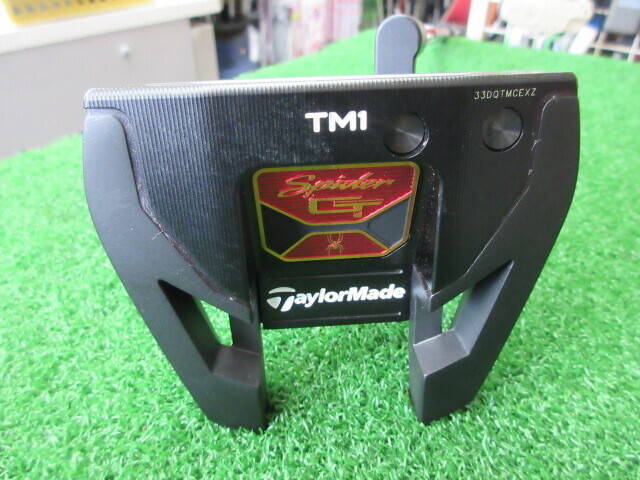 33DQTMCEXZ
TM1
Spider
GT
TaylorMade